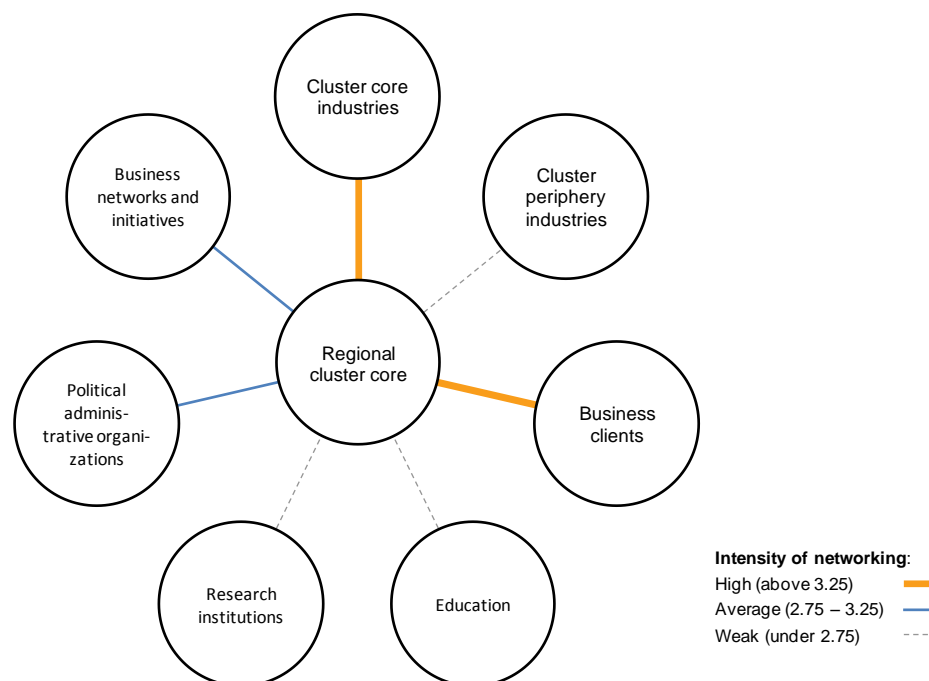 Cluster core
industries
Business
networks and
initiatives
Cluster
periphery
industries
Regional
cluster core
Political
adminis-
trative organi-
zations
Business
clients
Research
institutions
Education
Intensity of networking:
High (above 3.25)
Average (2.75 – 3.25)
Weak (under 2.75)